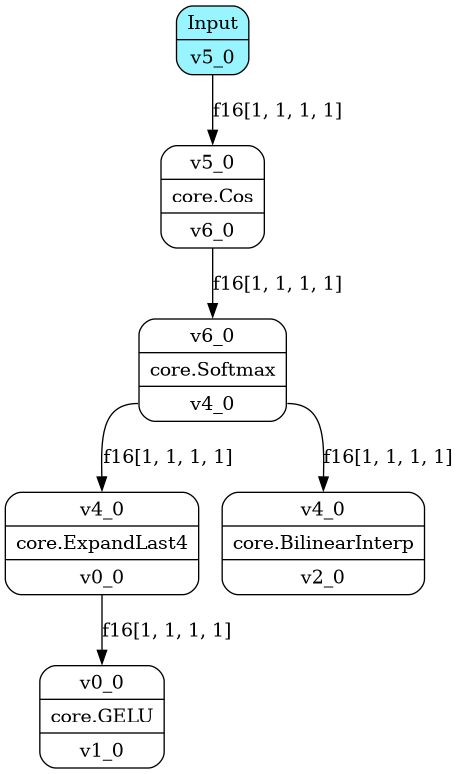 Input
v5_0
f16[1, 1, 1, 1]
v5_0
core.Cos
v6_0
f16[1, 1, 1, 1]
v6_0
core.Softmax
v4_0
f16[1, 1, 1, 1]
f16[1, 1, 1, 1]
v4_0
core.ExpandLast4
v0_0
v4_0
core.BilinearInterp
v2_0
f16[1, 1, 1, 1]
v0_0
core.GELU
v1_0